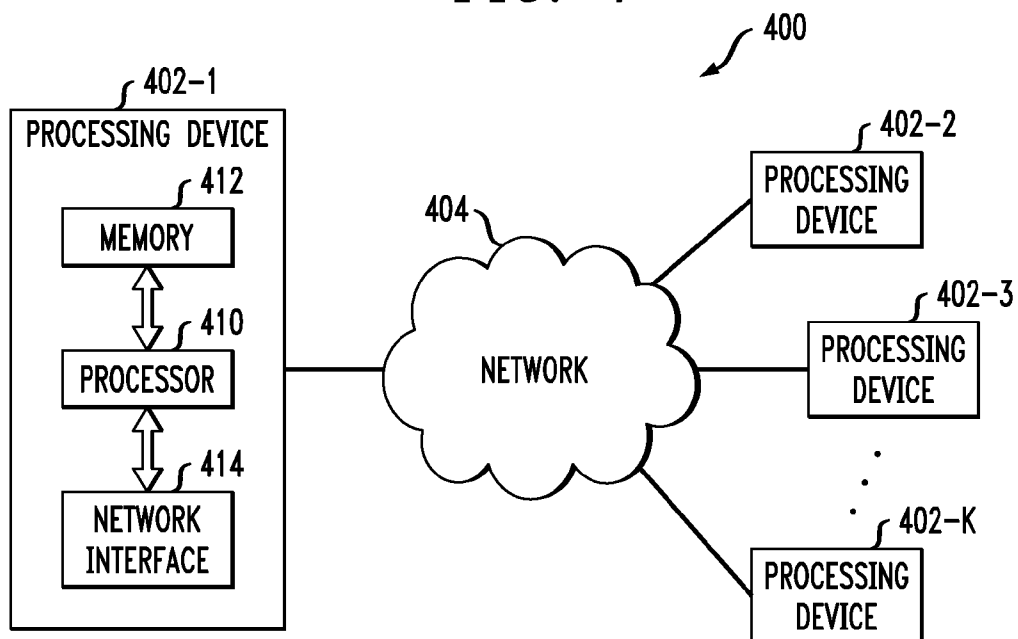 400
402-1
PROCESSING DEVICE
412
MEMORY
410
PROCESSOR
414
NETWORK
INTERFACE
404
NETWORK
402-2
PROCESSING
DEVICE
402-3
PROCESSING
DEVICE
402-K
PROCESSING
DEVICE